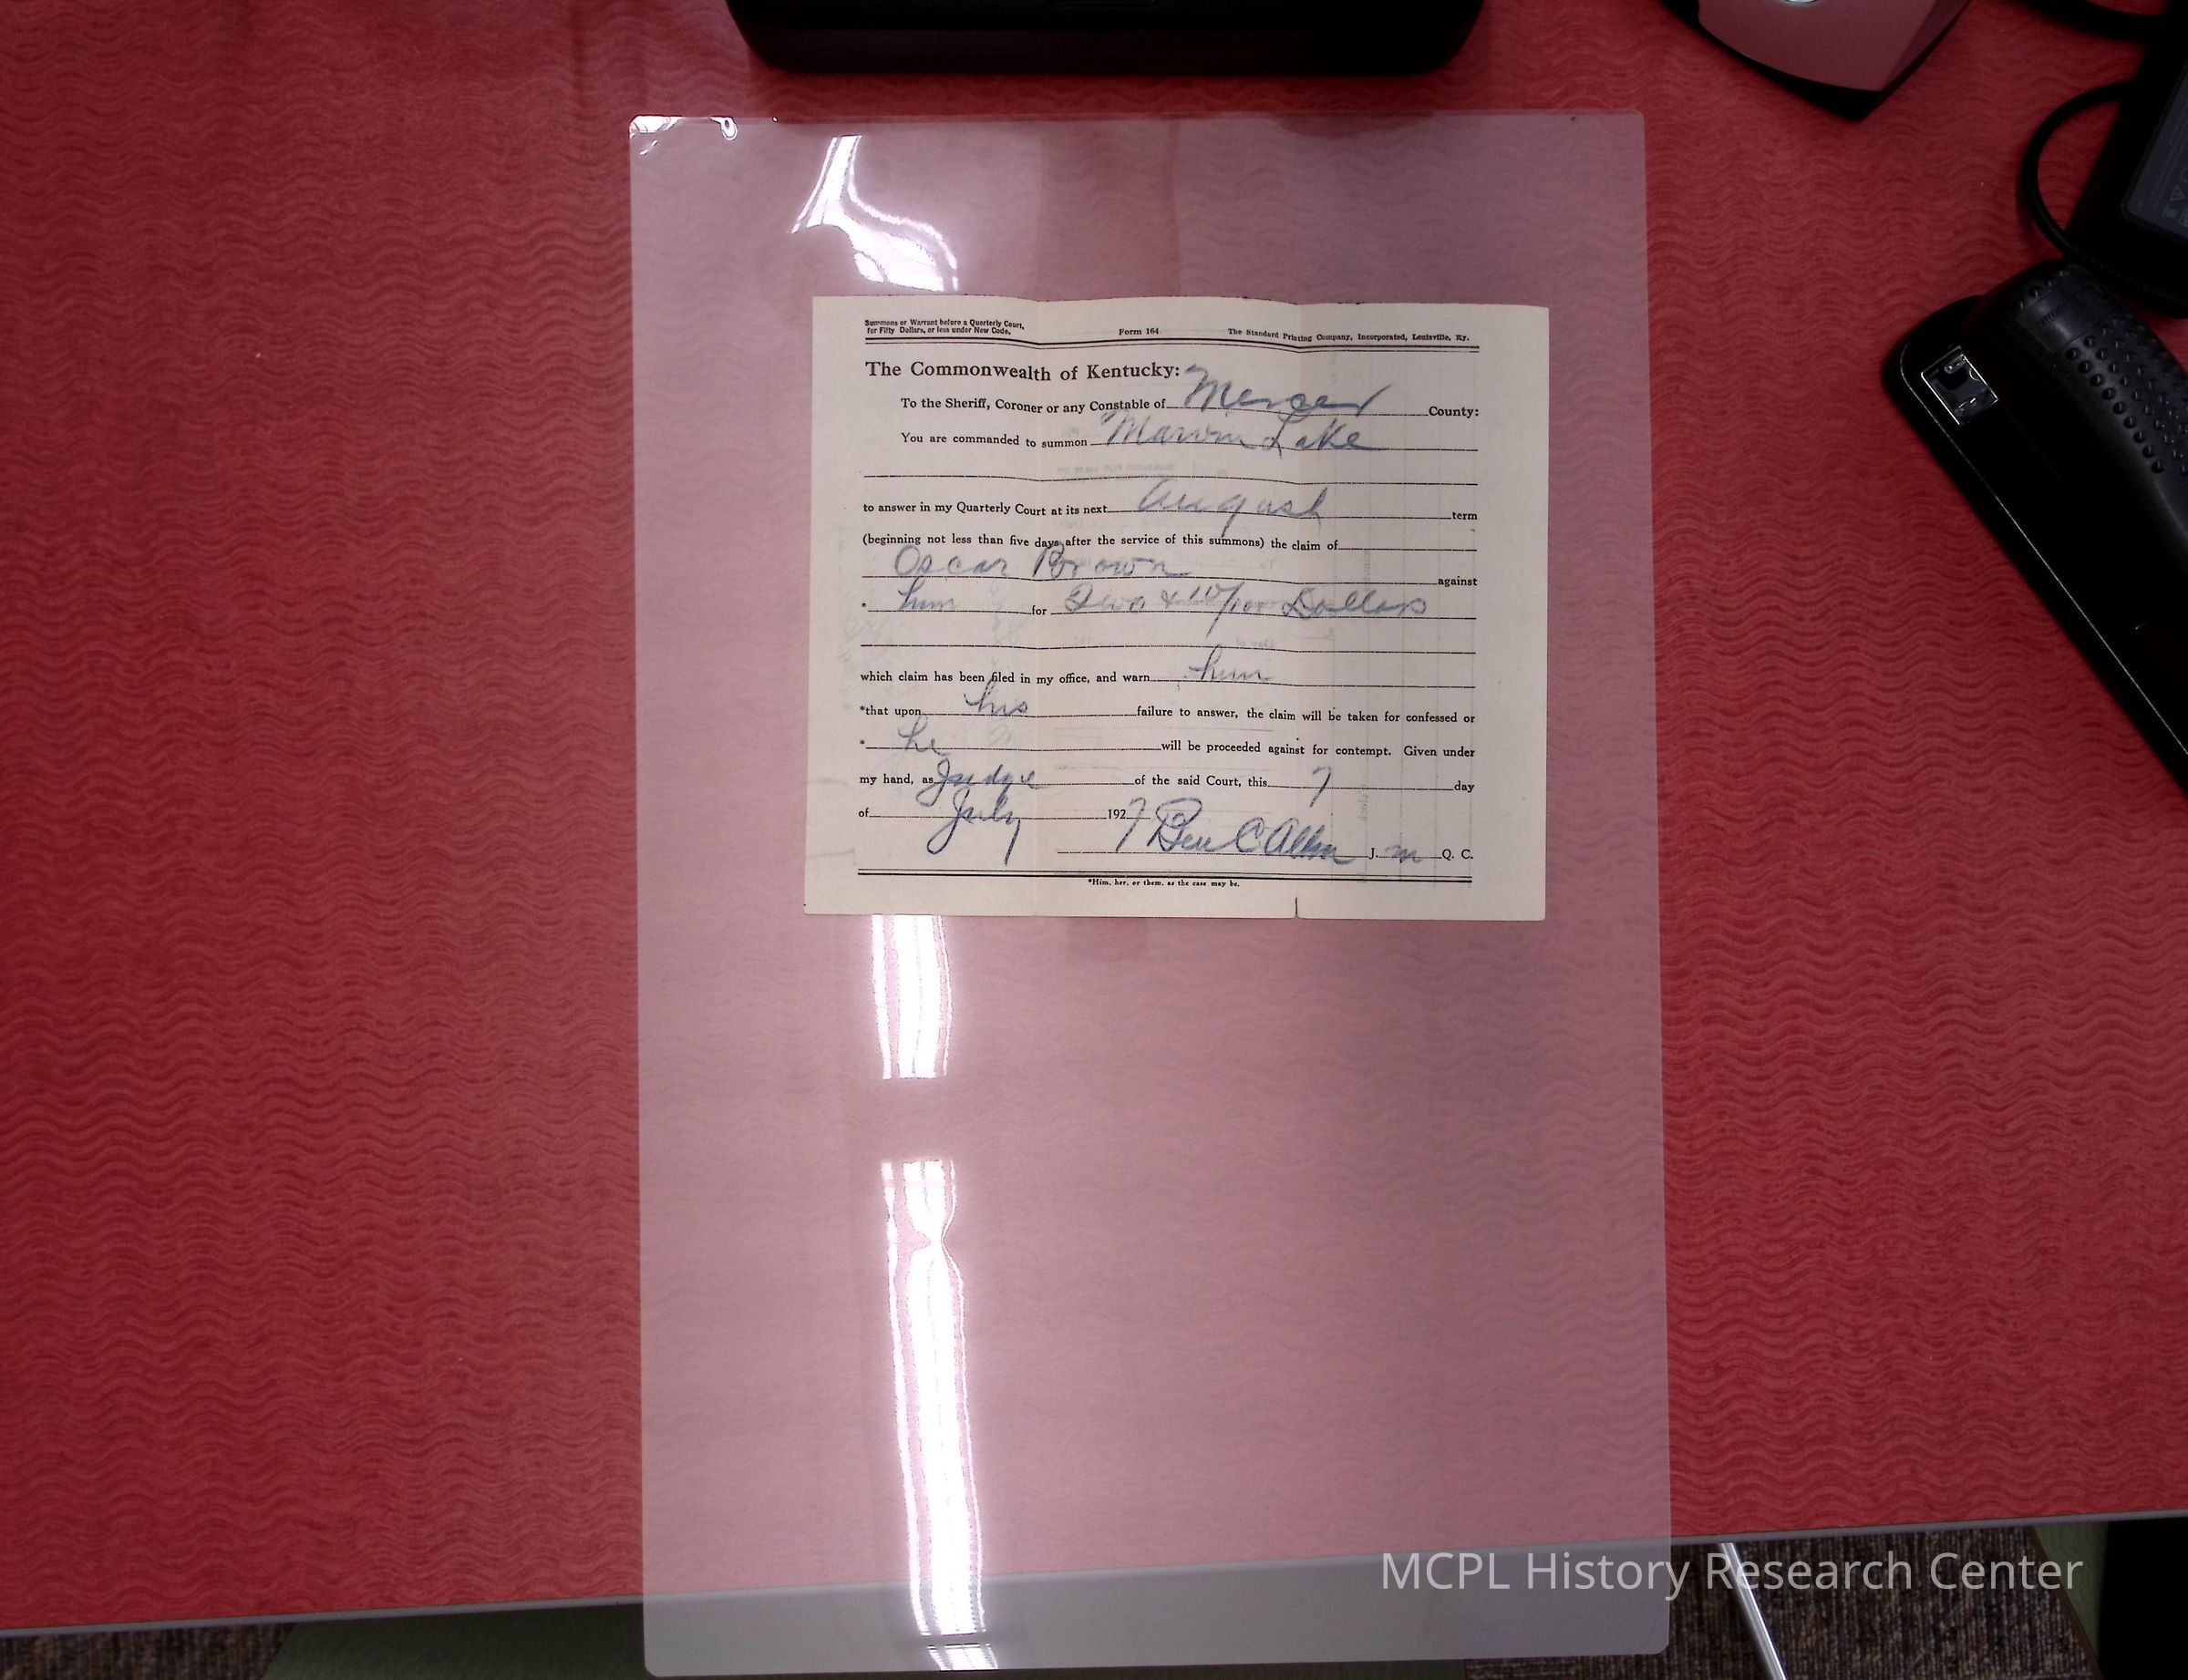 Summons or Warrant before a Quarterly Court,
for Fifty Dollars, or less under New Code.
Form 164
The Standard Printing Company, Incorporated, Louisville, Ky.
The Commonwealth of Kentucky:
To the Sheriff, Coroner or any Constable of Mercer County:
You are commanded to summon Marvin Lake
to answer in my Quarterly Court at its next August term
(beginning not less than five days after the service of this summons) the claim of
Oscar Brown against
* him for Two & 10/100 Dollars
which claim has been filed in my office, and warn him
*that upon his failure to answer, the claim will be taken for confessed or
* he will be proceeded against for contempt. Given under
my hand, as Judge of the said Court, this 7 day
of July 1927
Ben C Allen J. M Q. C.
*Him, her, or them, as the case may be.
MCPL History Research Center